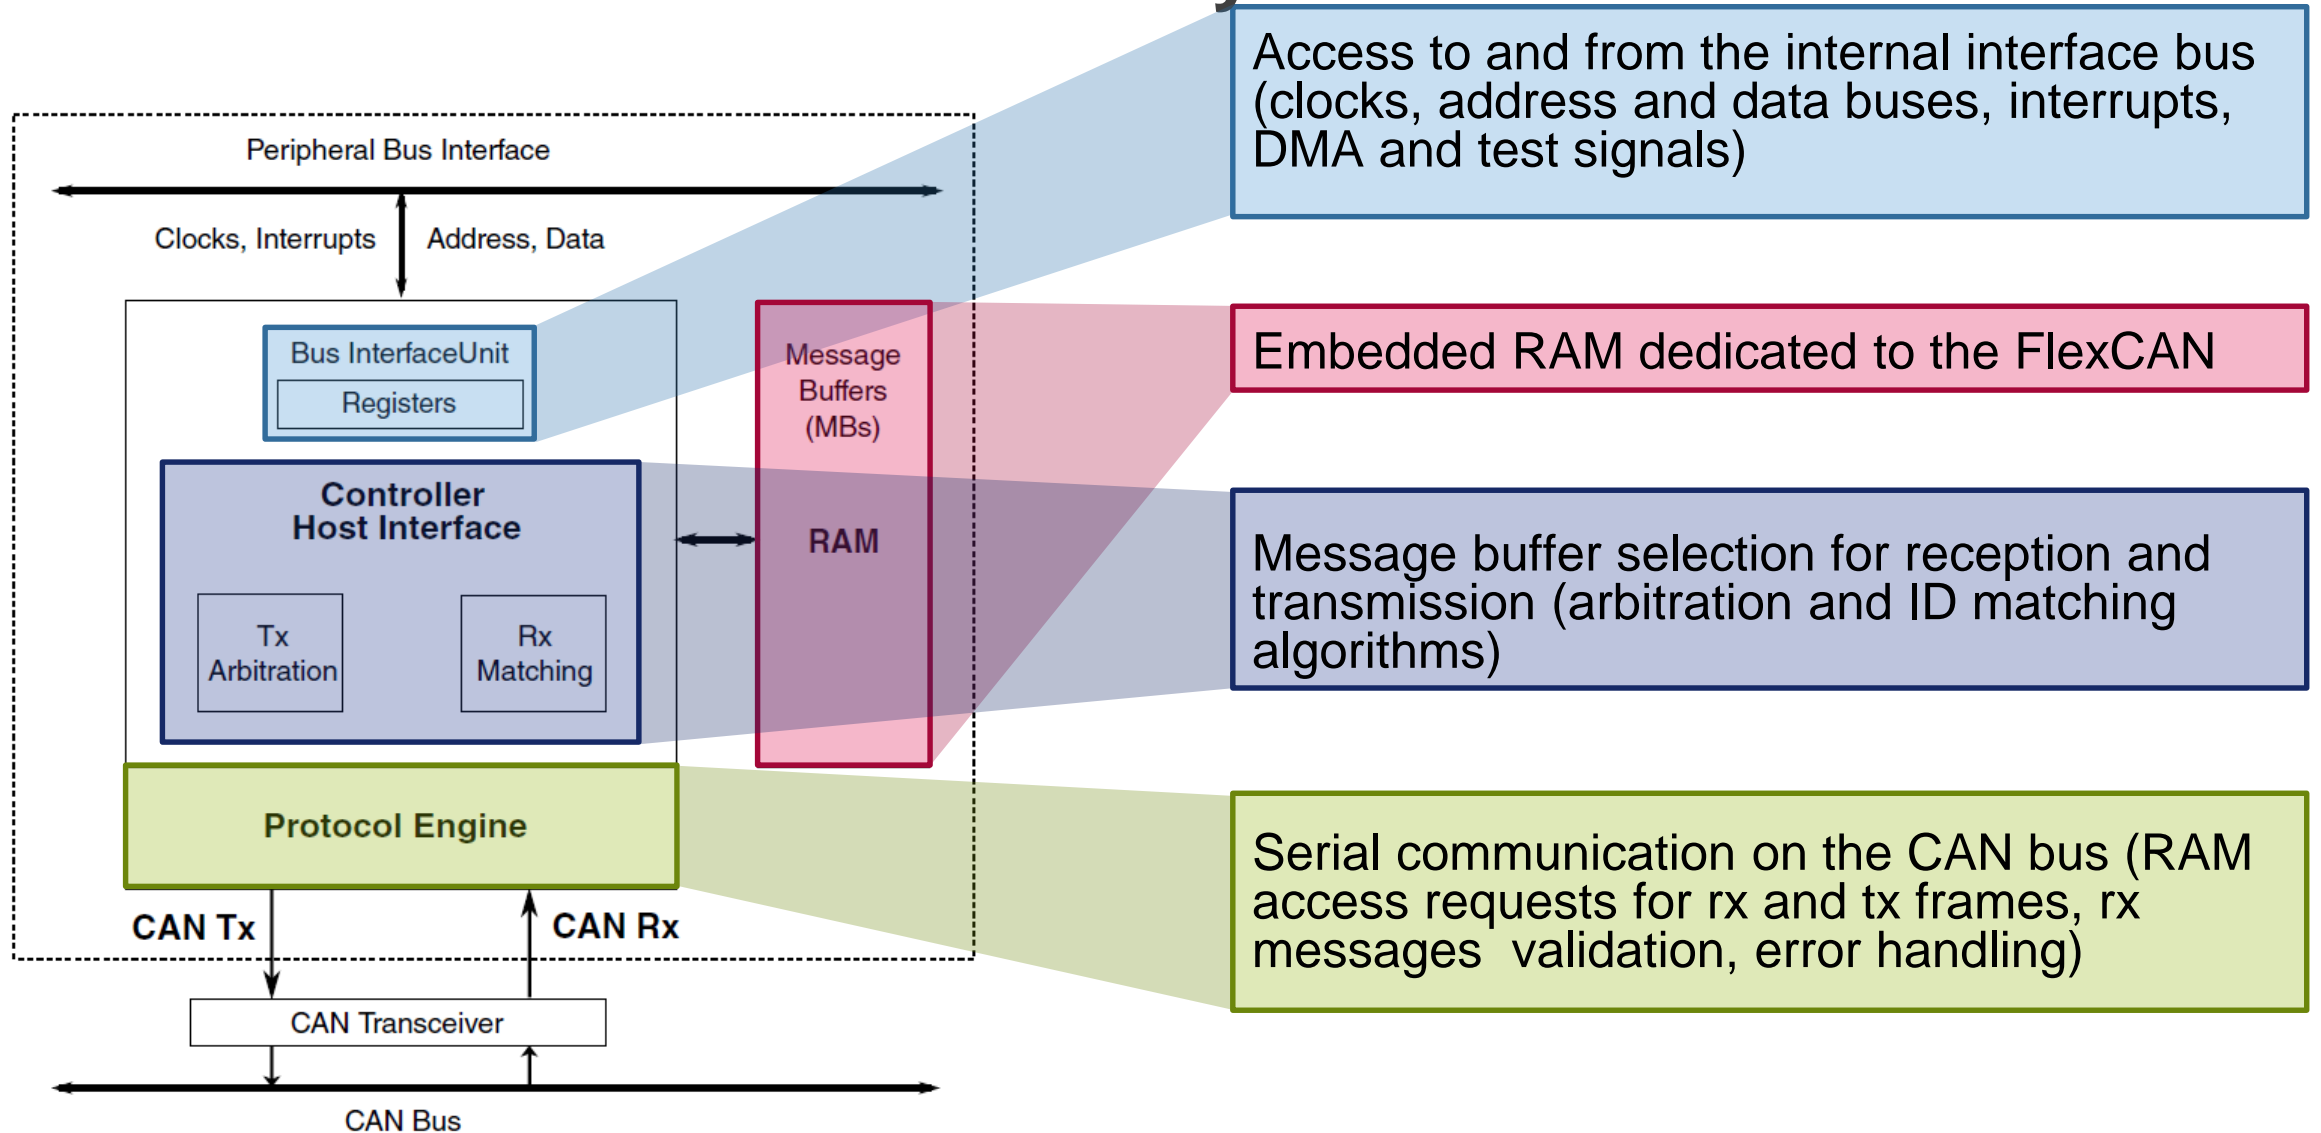 Access to and from the internal interface bus
(clocks, address and data buses, interrupts,
DMA and test signals)
Peripheral Bus Interface
Clocks, Interrupts
Address, Data
Bus InterfaceUnit
Registers
Message
Buffers
(MBs)
RAM
Embedded RAM dedicated to the FlexCAN
Controller
Host Interface
Tx
Arbitration
Rx
Matching
Message buffer selection for reception and
transmission (arbitration and ID matching
algorithms)
Protocol Engine
Serial communication on the CAN bus (RAM
access requests for rx and tx frames, rx
messages  validation, error handling)
CAN Tx
CAN Rx
CAN Transceiver
CAN Bus